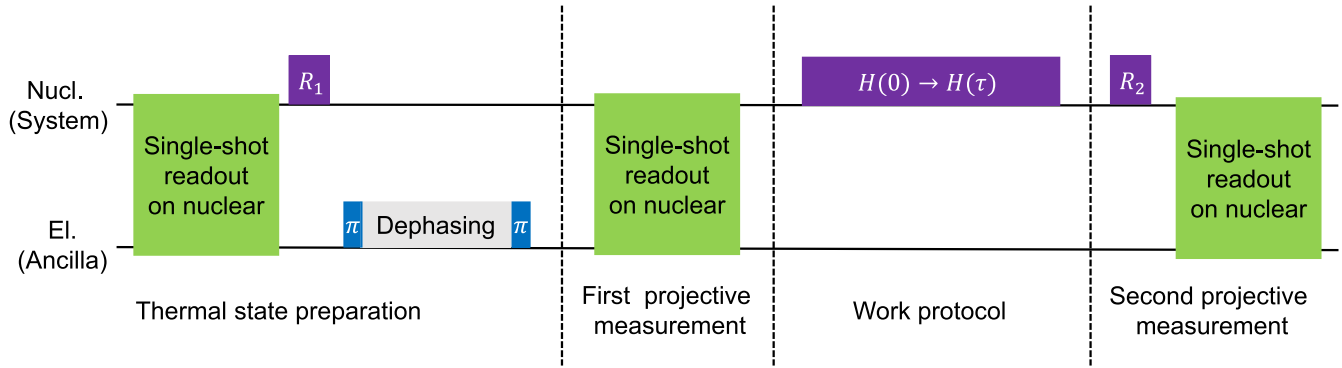 Nucl.
(System)
El.
(Ancilla)
Single-shot
readout
on nuclear
R₁
π
Dephasing
π
Thermal state preparation
Single-shot
readout
on nuclear
First projective
measurement
H(0) → H(τ)
Work protocol
R₂
Single-shot
readout
on nuclear
Second projective
measurement